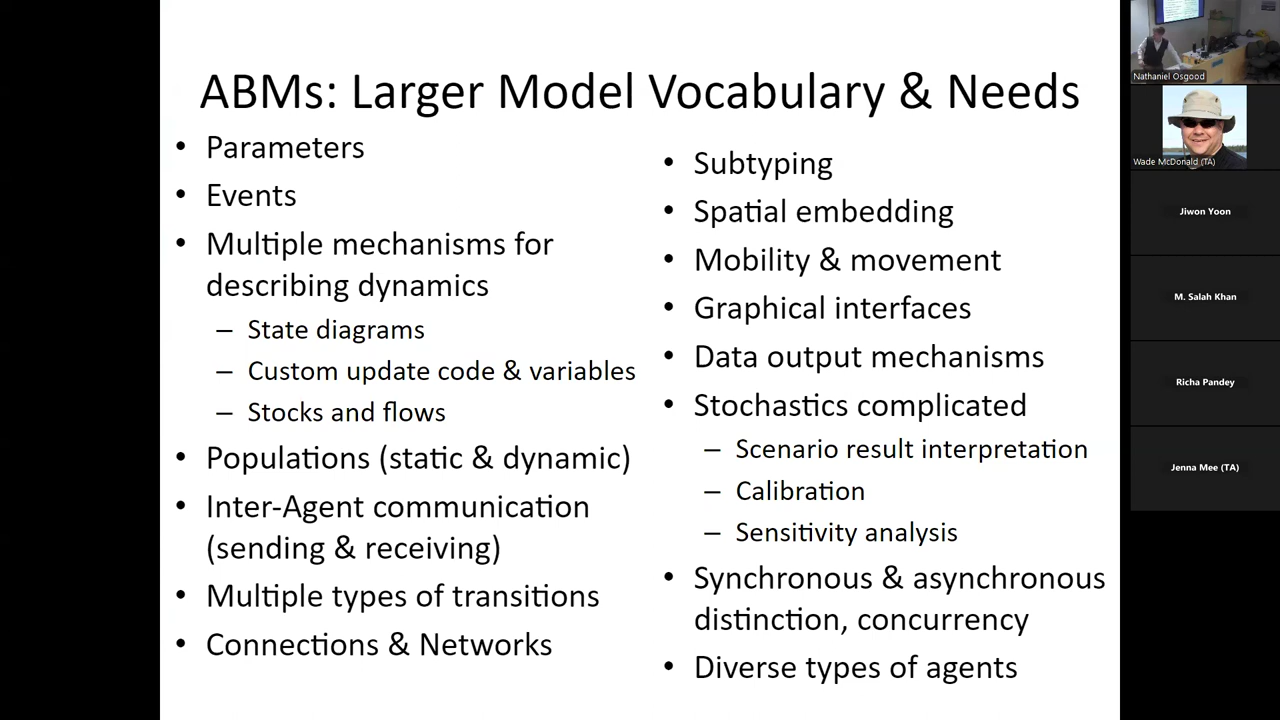 ABMs: Larger Model Vocabulary & Needs
• Parameters
• Events
• Multiple mechanisms for
describing dynamics
– State diagrams
– Custom update code & variables
– Stocks and flows
• Populations (static & dynamic)
• Inter-Agent communication
(sending & receiving)
• Multiple types of transitions
• Connections & Networks
• Subtyping
• Spatial embedding
• Mobility & movement
• Graphical interfaces
• Data output mechanisms
• Stochastics complicated
– Scenario result interpretation
– Calibration
– Sensitivity analysis
• Synchronous & asynchronous
distinction, concurrency
• Diverse types of agents
Nathaniel Osgood
Wade McDonald (TA)
Jiwon Yoon
M. Salah Khan
Richa Pandey
Jenna Mee (TA)